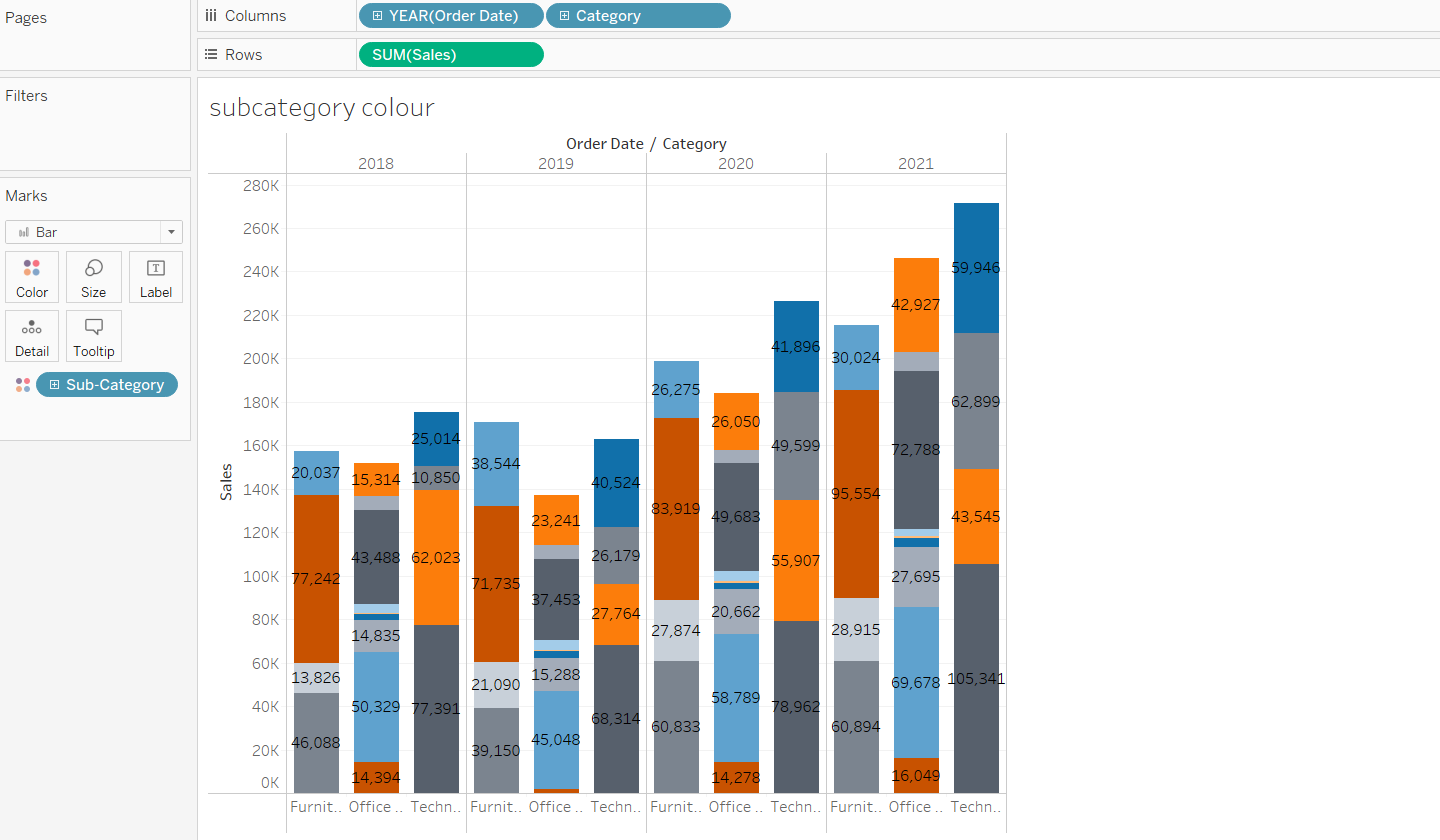 Pages
Columns YEAR(Order Date) Category
Rows SUM(Sales)
Filters
Marks
Bar
Color Size Label
Detail Tooltip
Sub-Category
subcategory colour
Order Date / Category
2018 2019 2020 2021
Sales
280K
260K
240K
220K
200K
180K
160K
140K
120K
100K
80K
60K
40K
20K
0K
20,037
77,242
13,826
46,088
15,314
43,488
14,835
50,329
14,394
25,014
10,850
62,023
77,391
38,544
71,735
21,090
39,150
23,241
37,453
15,288
45,048
40,524
26,179
27,764
68,314
26,275
83,919
27,874
60,833
26,050
49,683
20,662
58,789
14,278
41,896
49,599
55,907
78,962
30,024
95,554
28,915
60,894
42,927
72,788
27,695
69,678
16,049
59,946
62,899
43,545
105,341
Furnit.. Office .. Techn.. Furnit.. Office .. Techn.. Furnit.. Office .. Techn.. Furnit.. Office .. Techn..